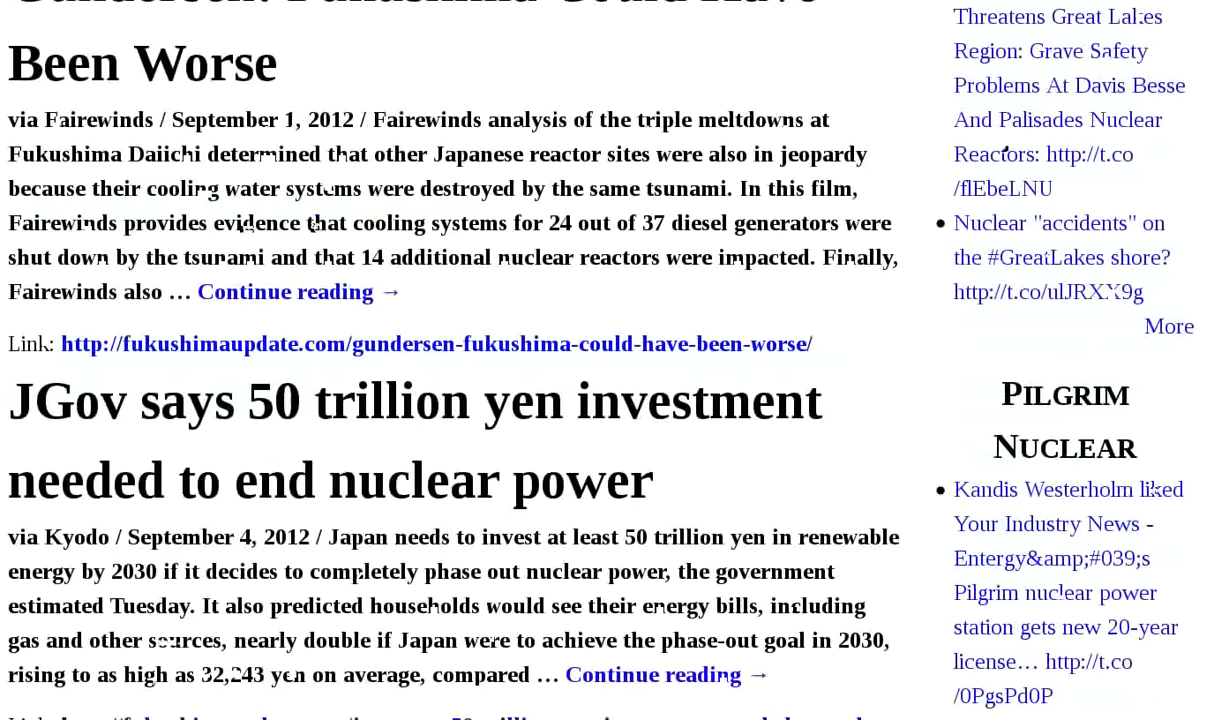 Been Worse
via Fairewinds / September 1, 2012 / Fairewinds analysis of the triple meltdowns at
Fukushima Daiichi determined that other Japanese reactor sites were also in jeopardy
because their cooling water systems were destroyed by the same tsunami. In this film,
Fairewinds provides evidence that cooling systems for 24 out of 37 diesel generators were
shut down by the tsunami and that 14 additional nuclear reactors were impacted. Finally,
Fairewinds also … Continue reading →
Link: http://fukushimaupdate.com/gundersen-fukushima-could-have-been-worse/
JGov says 50 trillion yen investment
needed to end nuclear power
via Kyodo / September 4, 2012 / Japan needs to invest at least 50 trillion yen in renewable
energy by 2030 if it decides to completely phase out nuclear power, the government
estimated Tuesday. It also predicted households would see their energy bills, including
gas and other sources, nearly double if Japan were to achieve the phase-out goal in 2030,
rising to as high as 32,243 yen on average, compared … Continue reading →
Threatens Great Lakes
Region: Grave Safety
Problems At Davis Besse
And Palisades Nuclear
Reactors: http://t.co
/flEbeLNU
• Nuclear "accidents" on
the #GreatLakes shore?
http://t.co/ulJRXX9g
More
PILGRIM
NUCLEAR
• Kandis Westerholm liked
Your Industry News -
Entergy&amp;#039;s
Pilgrim nuclear power
station gets new 20-year
license… http://t.co
/0PgsPd0P